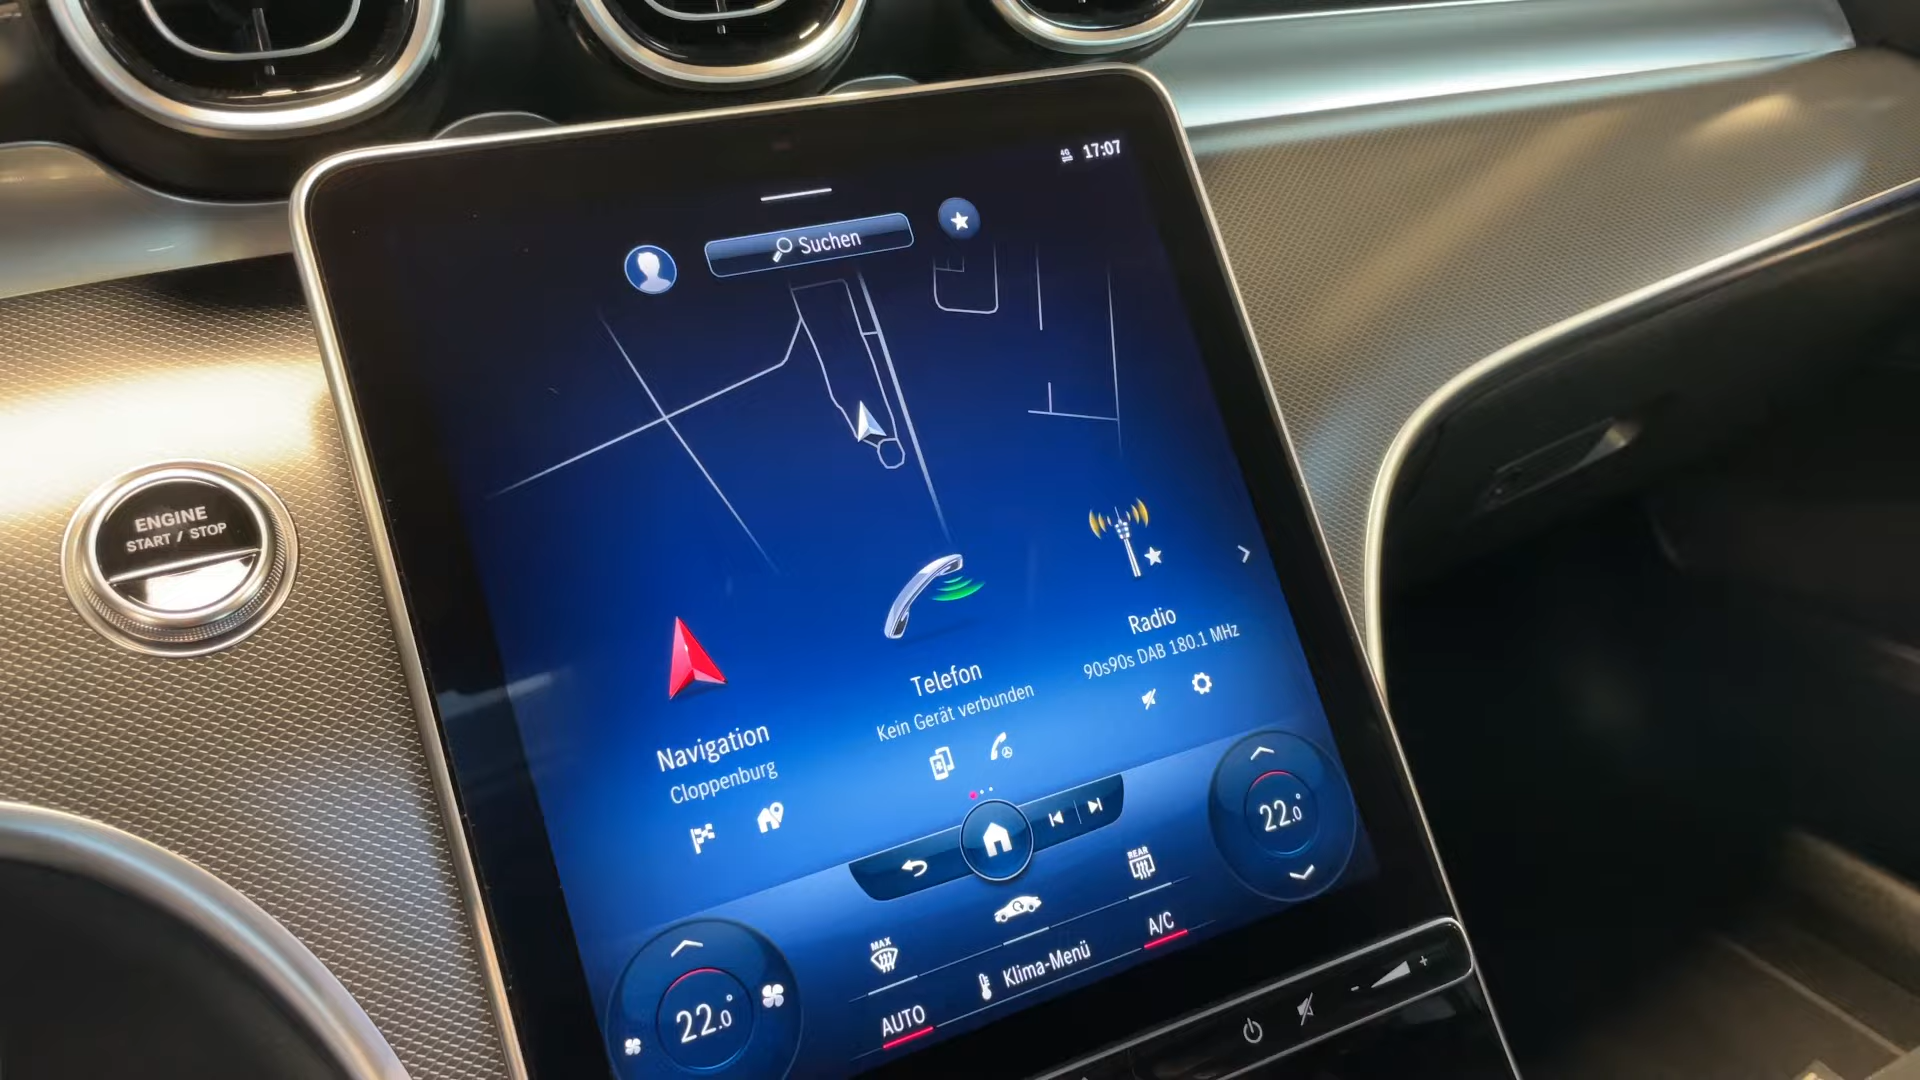 4G 17:07
Suchen
ENGINE
START / STOP
Navigation
Cloppenburg
Telefon
Kein Gerät verbunden
Radio
90s90s DAB 180.1 MHz
22.0°
REAR
MAX
A/C
Klima-Menü
AUTO
22.0°
- +